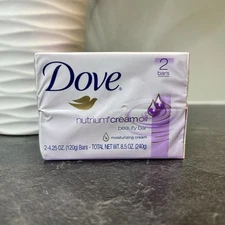 Dove
2
bars
nutrium cream oil
beauty bar
moisturizing cream
2-4.25 OZ. (120g) Bars - TOTAL NET WT. 8.5 OZ. (240g)